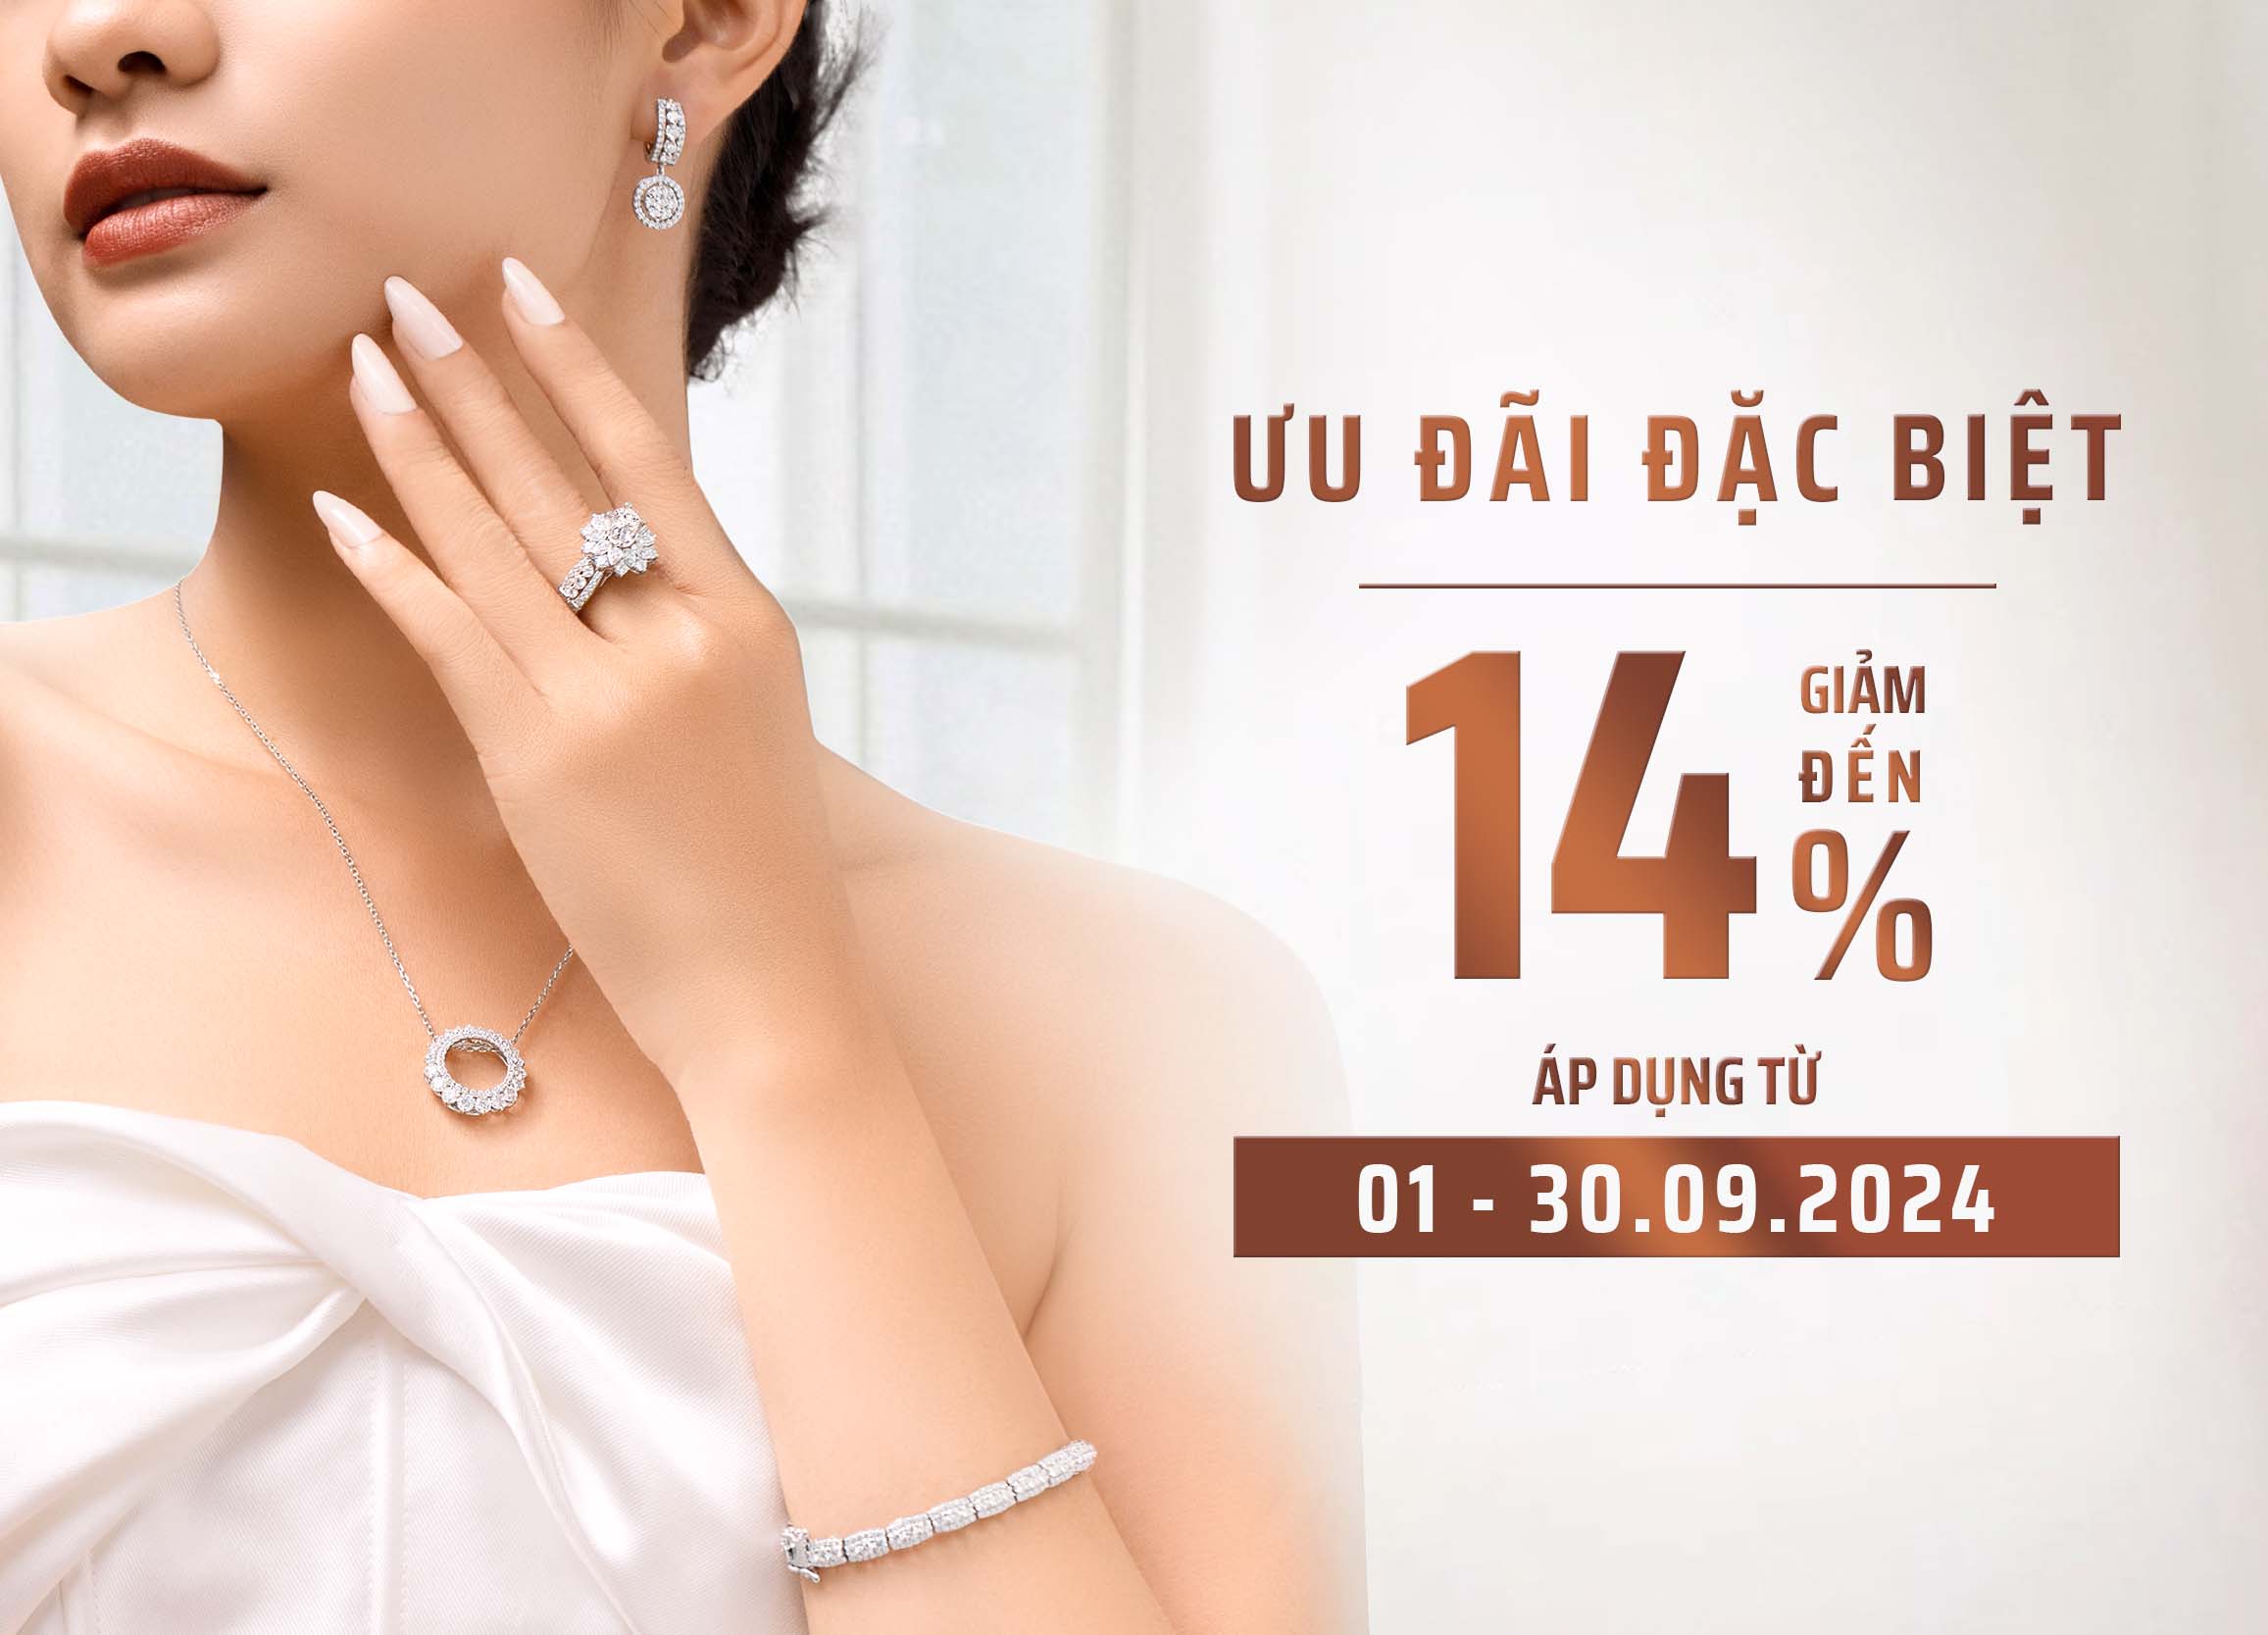 ƯU ĐÃI ĐẶC BIỆT
GIẢM
ĐẾN
14%
ÁP DỤNG TỪ
01 - 30.09.2024